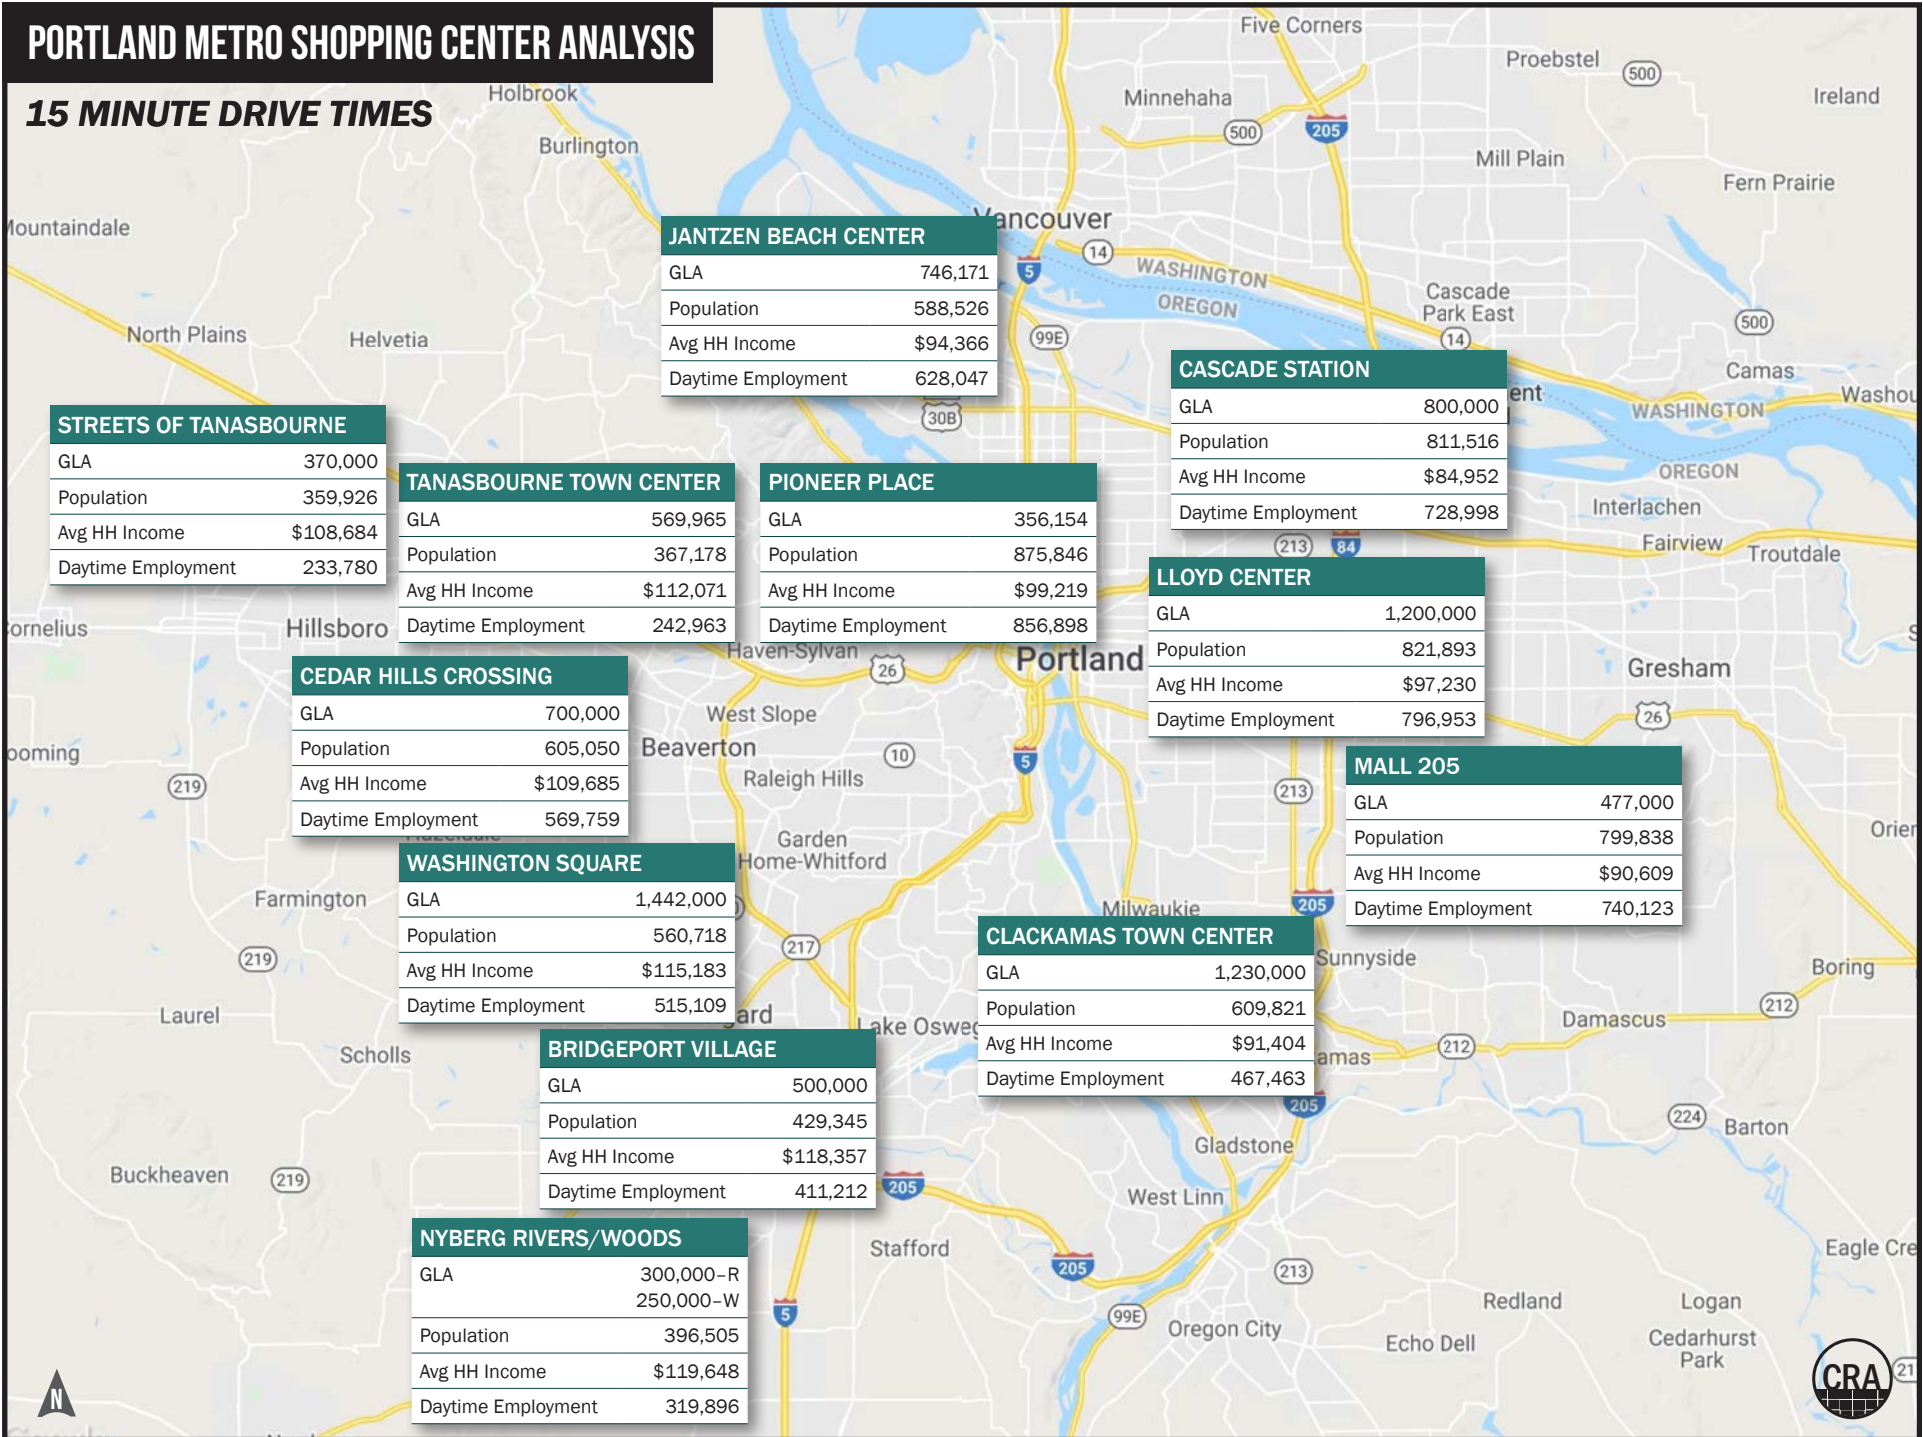 PORTLAND METRO SHOPPING CENTER ANALYSIS
15 MINUTE DRIVE TIMES
Five Corners
Proebstel
500
Ireland
Holbrook
Minnehaha
500
205
Burlington
Mill Plain
Fern Prairie
Mountaindale
Vancouver
14
5
WASHINGTON
OREGON
Cascade
Park East
14
500
North Plains
Helvetia
99E
Camas
WASHINGTON
OREGON
30B
JANTZEN BEACH CENTER
GLA 746,171
Population 588,526
Avg HH Income $94,366
Daytime Employment 628,047
CASCADE STATION
GLA 800,000
Population 811,516
Avg HH Income $84,952
Daytime Employment 728,998
STREETS OF TANASBOURNE
GLA 370,000
Population 359,926
Avg HH Income $108,684
Daytime Employment 233,780
TANASBOURNE TOWN CENTER
GLA 569,965
Population 367,178
Avg HH Income $112,071
Daytime Employment 242,963
PIONEER PLACE
GLA 356,154
Population 875,846
Avg HH Income $99,219
Daytime Employment 856,898
Interlachen
Fairview
Troutdale
213
84
LLOYD CENTER
GLA 1,200,000
Population 821,893
Avg HH Income $97,230
Daytime Employment 796,953
Hillsboro
Haven-Sylvan
26
Portland
Gresham
26
CEDAR HILLS CROSSING
GLA 700,000
Population 605,050
Avg HH Income $109,685
Daytime Employment 569,759
West Slope
Beaverton
10
Raleigh Hills
5
219
213
MALL 205
GLA 477,000
Population 799,838
Avg HH Income $90,609
Daytime Employment 740,123
Garden
Home-Whitford
WASHINGTON SQUARE
GLA 1,442,000
Population 560,718
Avg HH Income $115,183
Daytime Employment 515,109
Farmington
219
217
Milwaukie
205
CLACKAMAS TOWN CENTER
GLA 1,230,000
Population 609,821
Avg HH Income $91,404
Daytime Employment 467,463
Sunnyside
Boring
212
Damascus
212
Laurel
Scholls
ard
Lake Osweg
amas
205
BRIDGEPORT VILLAGE
GLA 500,000
Population 429,345
Avg HH Income $118,357
Daytime Employment 411,212
224
Barton
Gladstone
Buckheaven
219
205
West Linn
NYBERG RIVERS/WOODS
GLA 300,000–R
250,000–W
Population 396,505
Avg HH Income $119,648
Daytime Employment 319,896
Stafford
205
213
Eagle Cre
5
99E
Oregon City
Redland
Logan
Echo Dell
Cedarhurst
Park
N
CRA
21